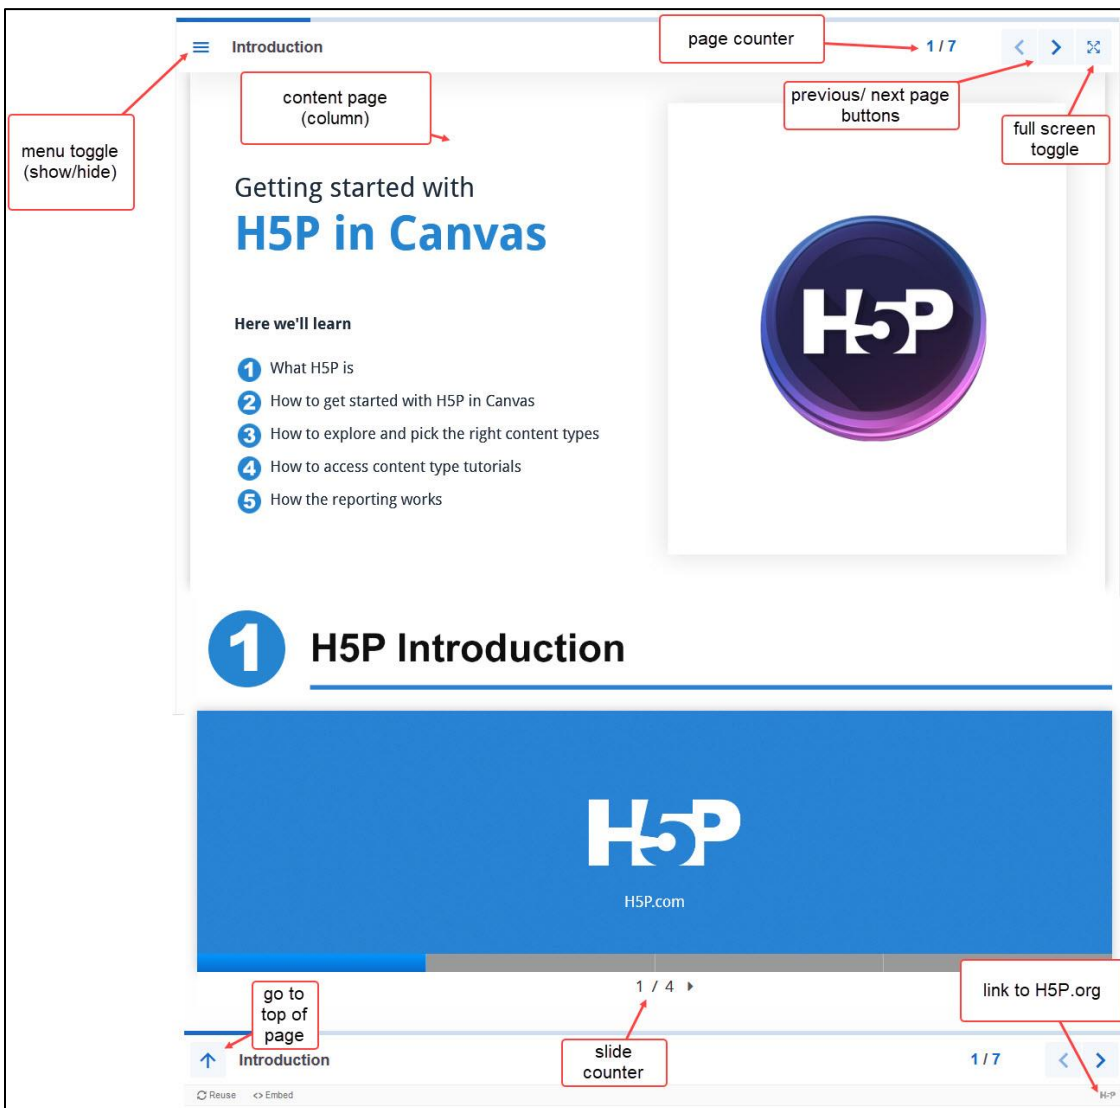 Introduction
page counter
1 / 7
content page
(column)
previous/ next page
buttons
full screen
toggle
menu toggle
(show/hide)
Getting started with
H5P in Canvas
Here we'll learn
1 What H5P is
2 How to get started with H5P in Canvas
3 How to explore and pick the right content types
4 How to access content type tutorials
5 How the reporting works
H5P
1 H5P Introduction
H5P
H5P.com
1 / 4
go to
top of
page
link to H5P.org
slide
counter
Introduction
1 / 7
Reuse <> Embed
H5P